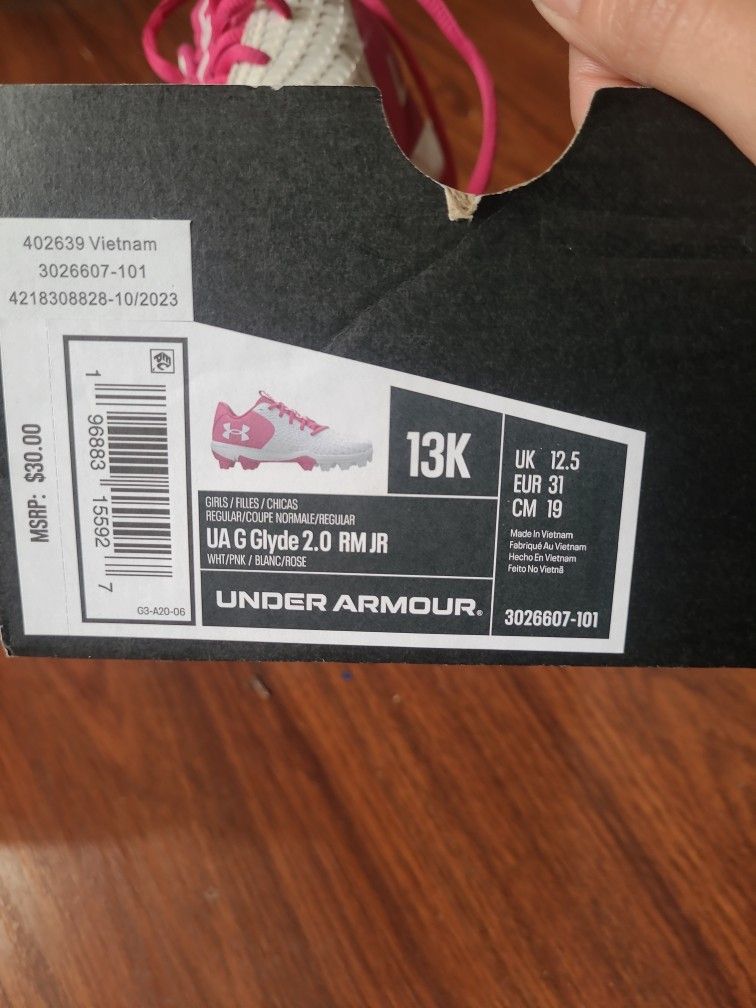 402639 Vietnam
3026607-101
4218308828-10/2023
MSRP: $30.00
1 96883 15592 7
G3-A20-06
13K
UK 12.5
EUR 31
CM 19
GIRLS / FILLES / CHICAS
REGULAR/COUPE NORMALE/REGULAR
UA G Glyde 2.0 RM JR
WHT/PNK / BLANC/ROSE
Made In Vietnam
Fabriqué Au Vietnam
Hecho En Vietnam
Feito No Vietnã
UNDER ARMOUR®
3026607-101